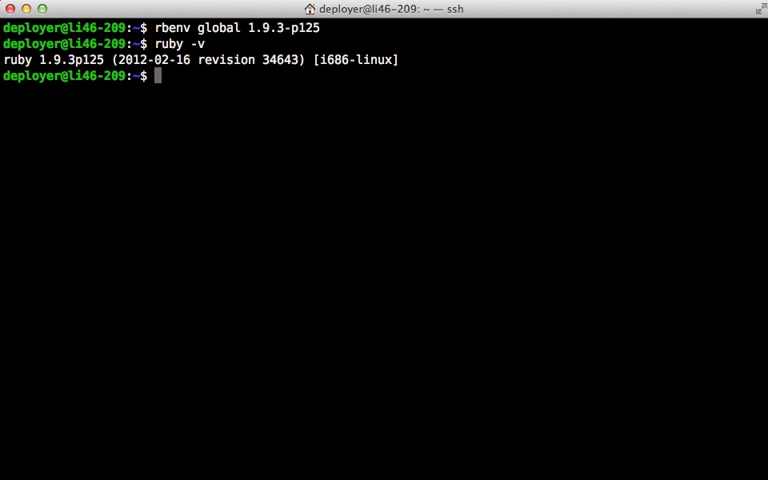 deployer@li46-209: ~ — ssh
deployer@li46-209:~$ rbenv global 1.9.3-p125
deployer@li46-209:~$ ruby -v
ruby 1.9.3p125 (2012-02-16 revision 34643) [i686-linux]
deployer@li46-209:~$